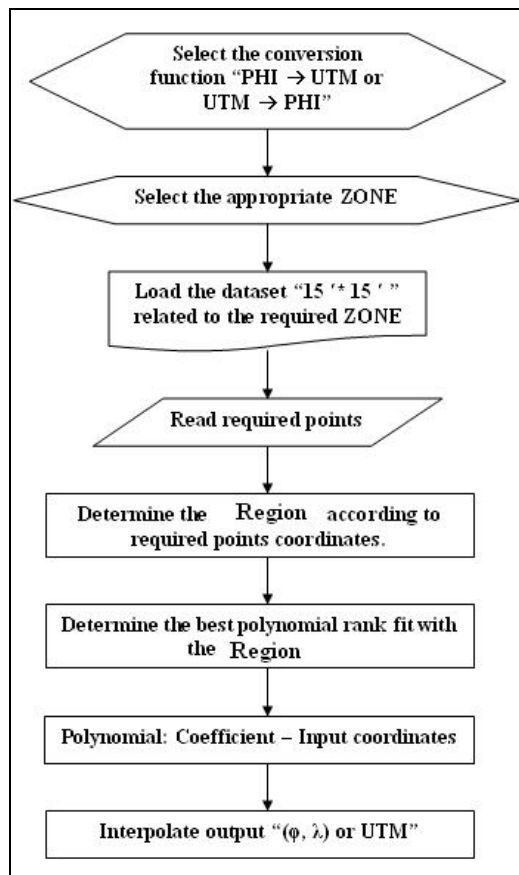 Select the conversion
function “PHI → UTM or
UTM → PHI”
Select the appropriate ZONE
Load the dataset “15 ′* 15 ′ ”
related to the required ZONE
Read required points
Determine the Region according to
required points coordinates.
Determine the best polynomial rank fit with
the Region
Polynomial: Coefficient – Input coordinates
Interpolate output “(φ, λ) or UTM”